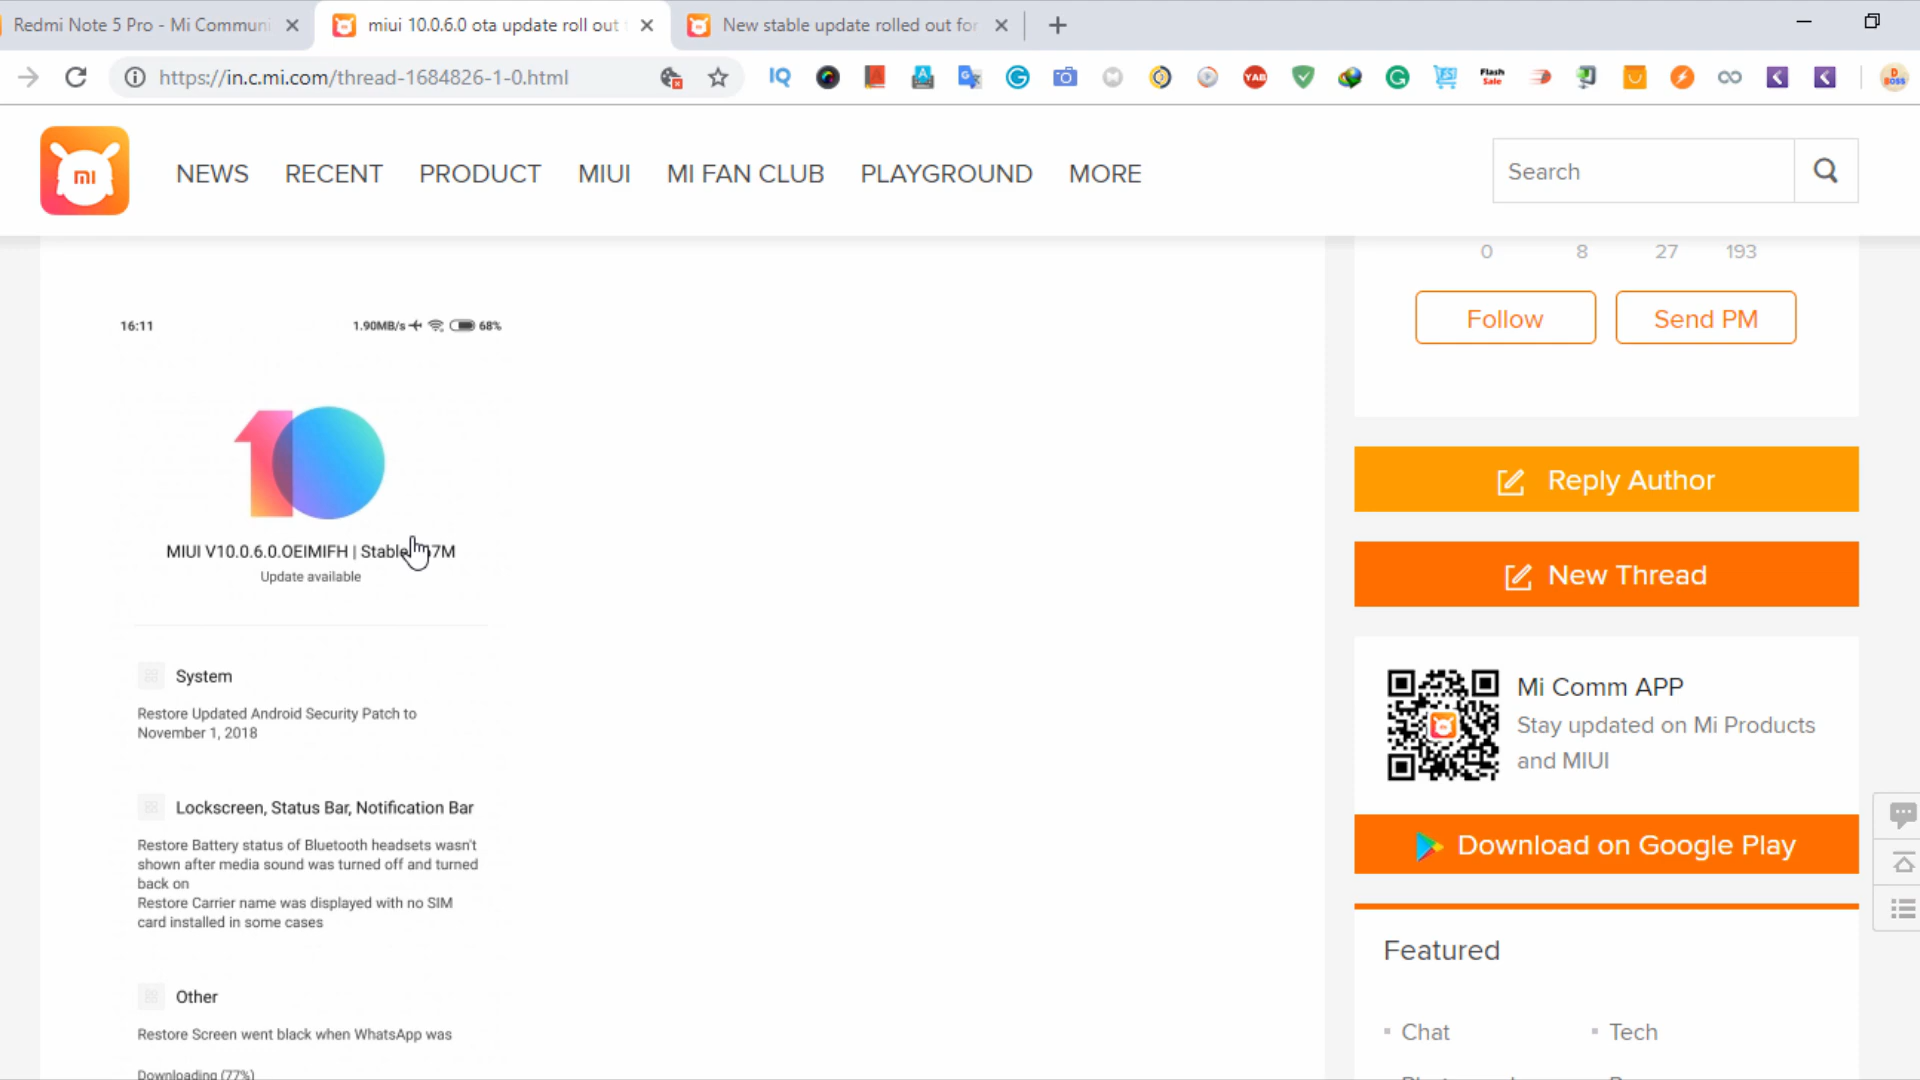 Redmi Note 5 Pro - Mi Communi
miui 10.0.6.0 ota update roll out
New stable update rolled out for
https://in.c.mi.com/thread-1684826-1-0.html
IQ
YAB
Flash
Sale
D
BOSS
mi
NEWS
RECENT
PRODUCT
MIUI
MI FAN CLUB
PLAYGROUND
MORE
Search
0 8 27 193
Follow
Send PM
16:11
1.90MB/s
68%
MIUI V10.0.6.0.OEIMIFH | Stable
Update available
System
Restore Updated Android Security Patch to
November 1, 2018
Lockscreen, Status Bar, Notification Bar
Restore Battery status of Bluetooth headsets wasn't
shown after media sound was turned off and turned
back on
Restore Carrier name was displayed with no SIM
card installed in some cases
Other
Restore Screen went black when WhatsApp was
Downloading (77%)
Reply Author
New Thread
Mi Comm APP
Stay updated on Mi Products
and MIUI
Download on Google Play
Featured
Chat
Tech